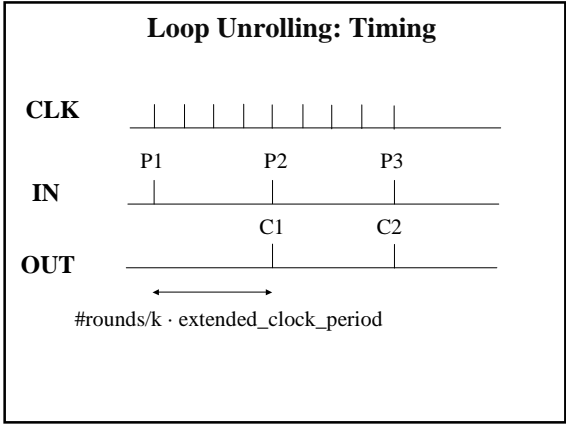 Loop Unrolling: Timing
CLK
P1 P2 P3
IN
C1 C2
OUT
#rounds/k · extended_clock_period